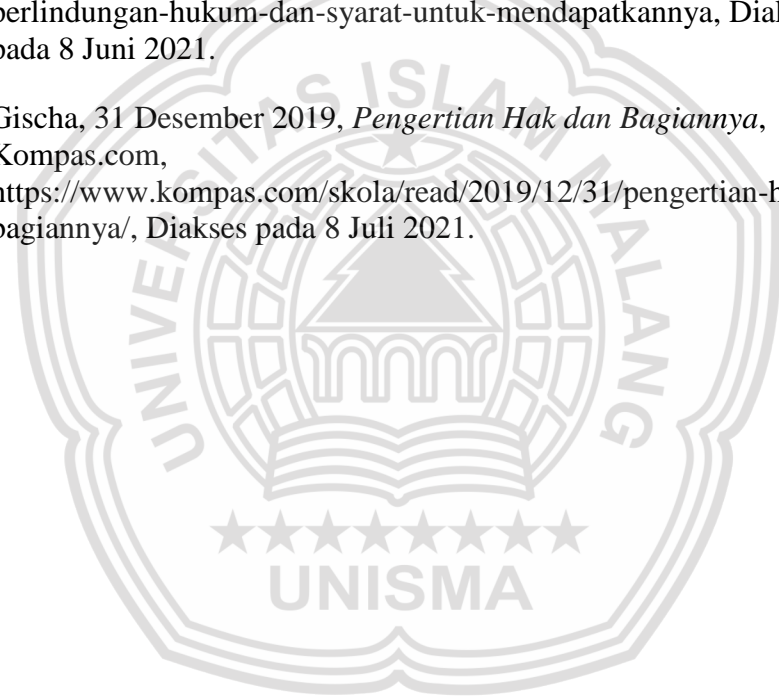 perlindungan-hukum-dan-syarat-untuk-mendapatkannya, Dial
pada 8 Juni 2021.
Gischa, 31 Desember 2019, Pengertian Hak dan Bagiannya,
Kompas.com,
https://www.kompas.com/skola/read/2019/12/31/pengertian-h
bagiannya/, Diakses pada 8 Juli 2021.
UNIVERSITAS ISLAM MALANG
UNISMA